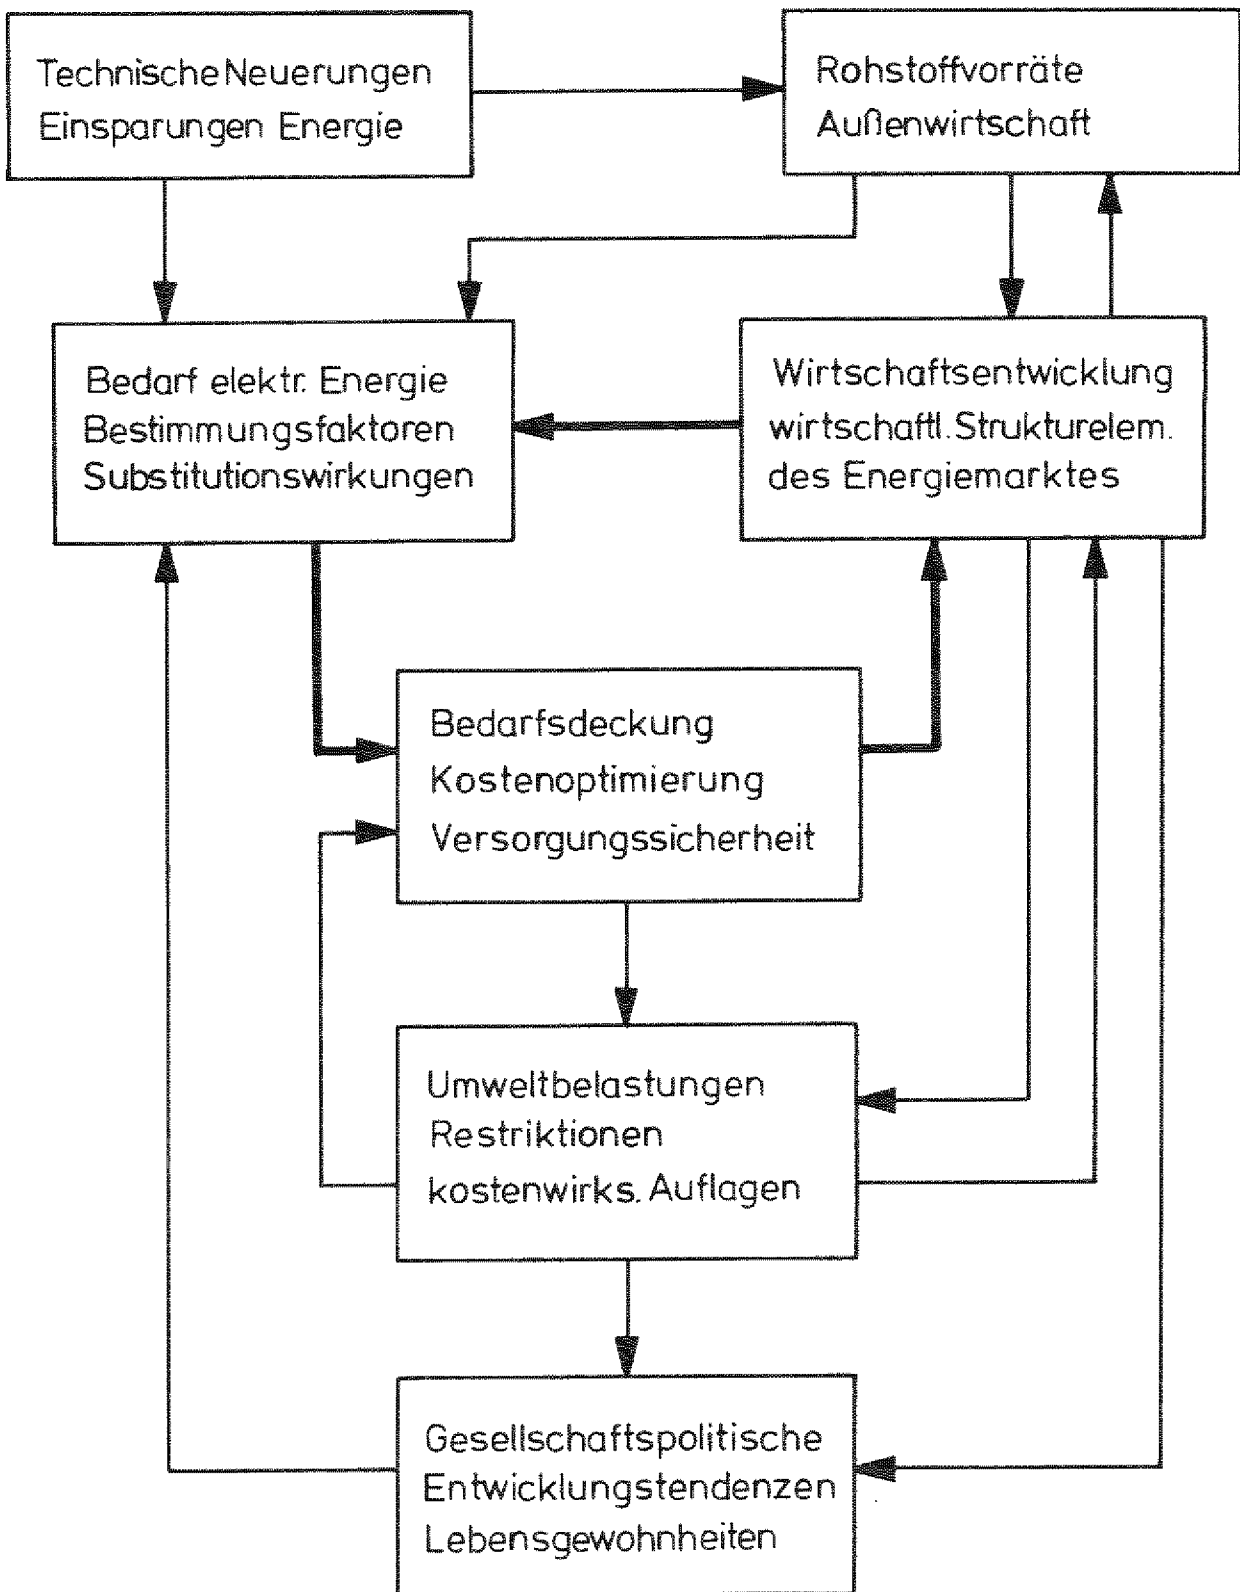 Technische Neuerungen
Einsparungen Energie
Rohstoffvorräte
Außenwirtschaft
Bedarf elektr. Energie
Bestimmungsfaktoren
Substitutionswirkungen
Wirtschaftsentwicklung
wirtschaftl. Strukturelem.
des Energiemarktes
Bedarfsdeckung
Kostenoptimierung
Versorgungssicherheit
Umweltbelastungen
Restriktionen
kostenwirks. Auflagen
Gesellschaftspolitische
Entwicklungstendenzen
Lebensgewohnheiten